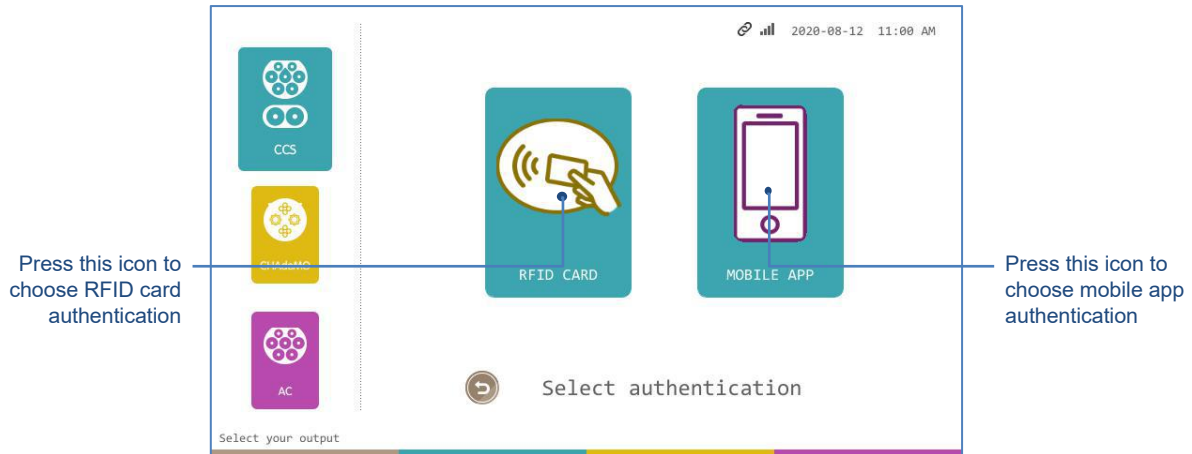 2020-08-12 11:00 AM
CCS
CHAdeMO
AC
Select your output
RFID CARD
MOBILE APP
Select authentication
Press this icon to
choose RFID card
authentication
Press this icon to
choose mobile app
authentication